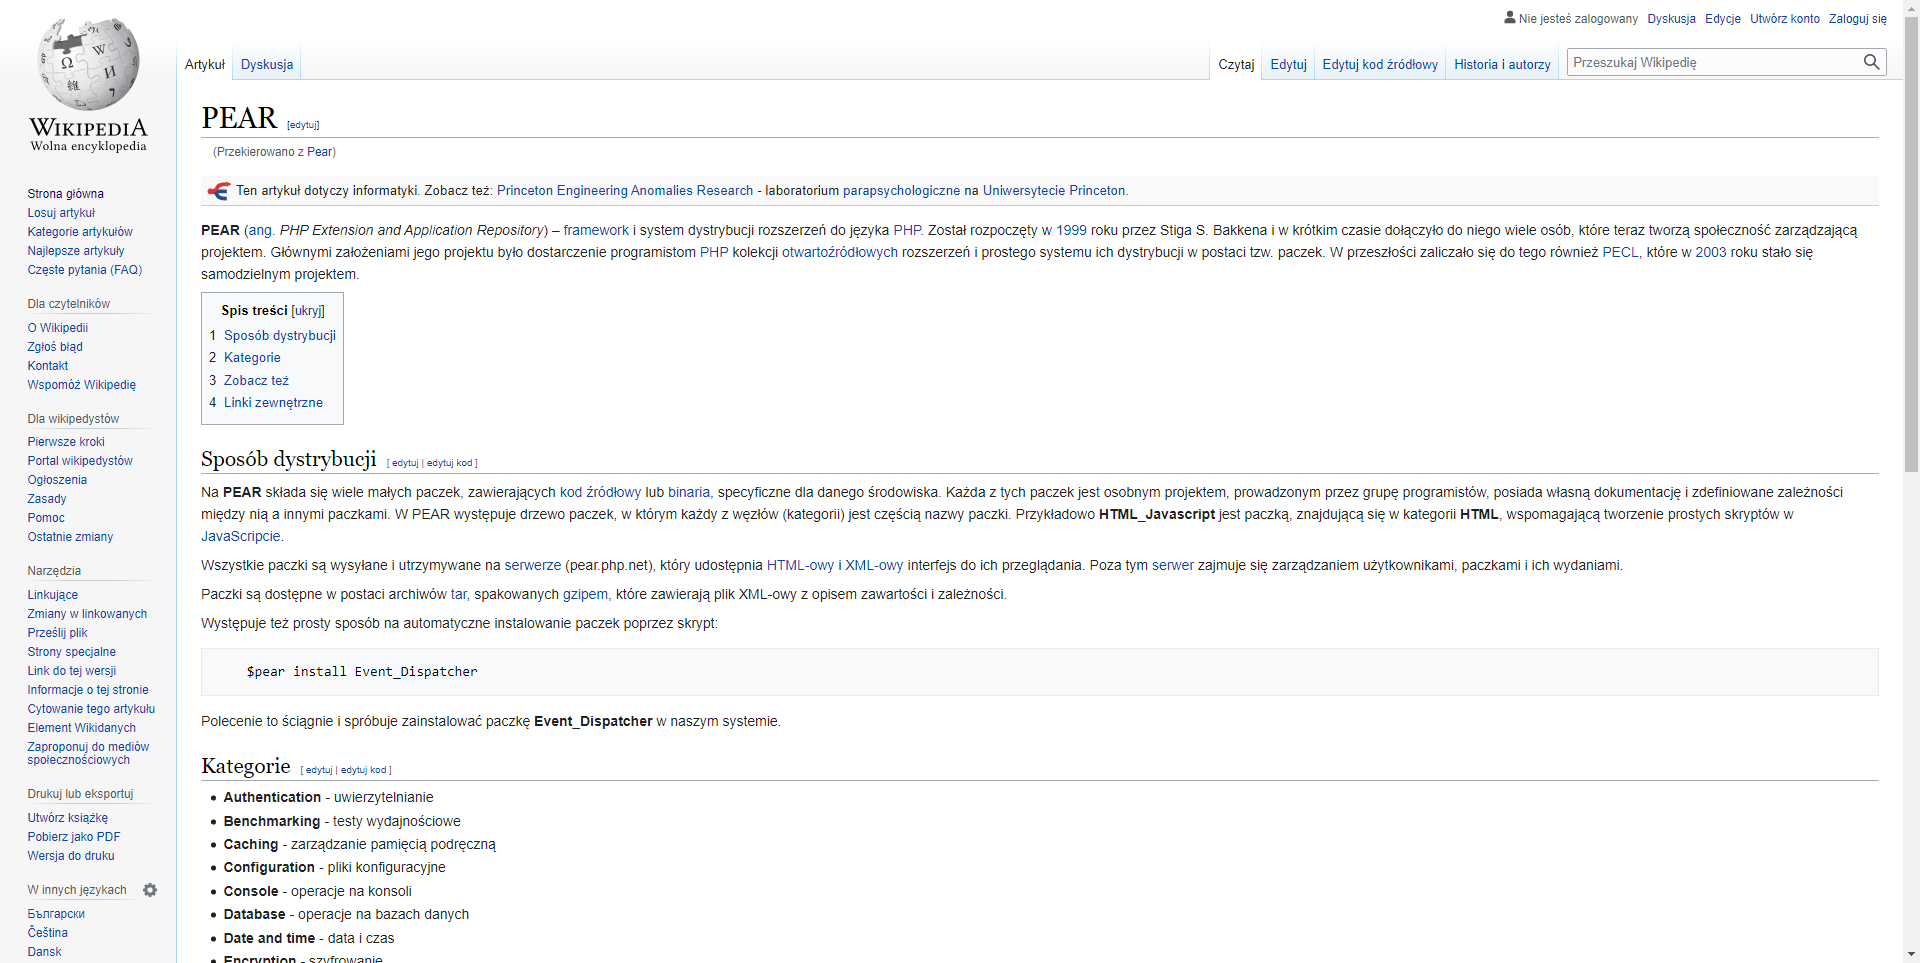 Nie jesteś zalogowany Dyskusja Edycje Utwórz konto Zaloguj się
Artykuł Dyskusja Czytaj Edytuj Edytuj kod źródłowy Historia i autorzy Przeszukaj Wikipedię
WIKIPEDIA
Wolna encyklopedia
Strona główna
Losuj artykuł
Kategorie artykułów
Najlepsze artykuły
Częste pytania (FAQ)
Dla czytelników
O Wikipedii
Zgłoś błąd
Kontakt
Wspomóż Wikipedię
Dla wikipedystów
Pierwsze kroki
Portal wikipedystów
Ogłoszenia
Zasady
Pomoc
Ostatnie zmiany
Narzędzia
Linkujące
Zmiany w linkowanych
Prześlij plik
Strony specjalne
Link do tej wersji
Informacje o tej stronie
Cytowanie tego artykułu
Element Wikidanych
Zaproponuj do mediów
społecznościowych
Drukuj lub eksportuj
Utwórz książkę
Pobierz jako PDF
Wersja do druku
W innych językach
Български
Čeština
Dansk
PEAR [edytuj]
(Przekierowano z Pear)
Ten artykuł dotyczy informatyki. Zobacz też: Princeton Engineering Anomalies Research - laboratorium parapsychologiczne na Uniwersytecie Princeton.
PEAR (ang. PHP Extension and Application Repository) – framework i system dystrybucji rozszerzeń do języka PHP. Został rozpoczęty w 1999 roku przez Stiga S. Bakkena i w krótkim czasie dołączyło do niego wiele osób, które teraz tworzą społeczność zarządzającą
projektem. Głównymi założeniami jego projektu było dostarczenie programistom PHP kolekcji otwartoźródłowych rozszerzeń i prostego systemu ich dystrybucji w postaci tzw. paczek. W przeszłości zaliczało się do tego również PECL, które w 2003 roku stało się
samodzielnym projektem.
Spis treści [ukryj]
1 Sposób dystrybucji
2 Kategorie
3 Zobacz też
4 Linki zewnętrzne
Sposób dystrybucji [ edytuj | edytuj kod ]
Na PEAR składa się wiele małych paczek, zawierających kod źródłowy lub binaria, specyficzne dla danego środowiska. Każda z tych paczek jest osobnym projektem, prowadzonym przez grupę programistów, posiada własną dokumentację i zdefiniowane zależności
między nią a innymi paczkami. W PEAR występuje drzewo paczek, w którym każdy z węzłów (kategorii) jest częścią nazwy paczki. Przykładowo HTML_Javascript jest paczką, znajdującą się w kategorii HTML, wspomagającą tworzenie prostych skryptów w
JavaScripcie.
Wszystkie paczki są wysyłane i utrzymywane na serwerze (pear.php.net), który udostępnia HTML-owy i XML-owy interfejs do ich przeglądania. Poza tym serwer zajmuje się zarządzaniem użytkownikami, paczkami i ich wydaniami.
Paczki są dostępne w postaci archiwów tar, spakowanych gzipem, które zawierają plik XML-owy z opisem zawartości i zależności.
Występuje też prosty sposób na automatyczne instalowanie paczek poprzez skrypt:
$pear install Event_Dispatcher
Polecenie to ściągnie i spróbuje zainstalować paczkę Event_Dispatcher w naszym systemie.
Kategorie [ edytuj | edytuj kod ]
• Authentication - uwierzytelnianie
• Benchmarking - testy wydajnościowe
• Caching - zarządzanie pamięcią podręczną
• Configuration - pliki konfiguracyjne
• Console - operacje na konsoli
• Database - operacje na bazach danych
• Date and time - data i czas
• Encryption - szyfrowanie